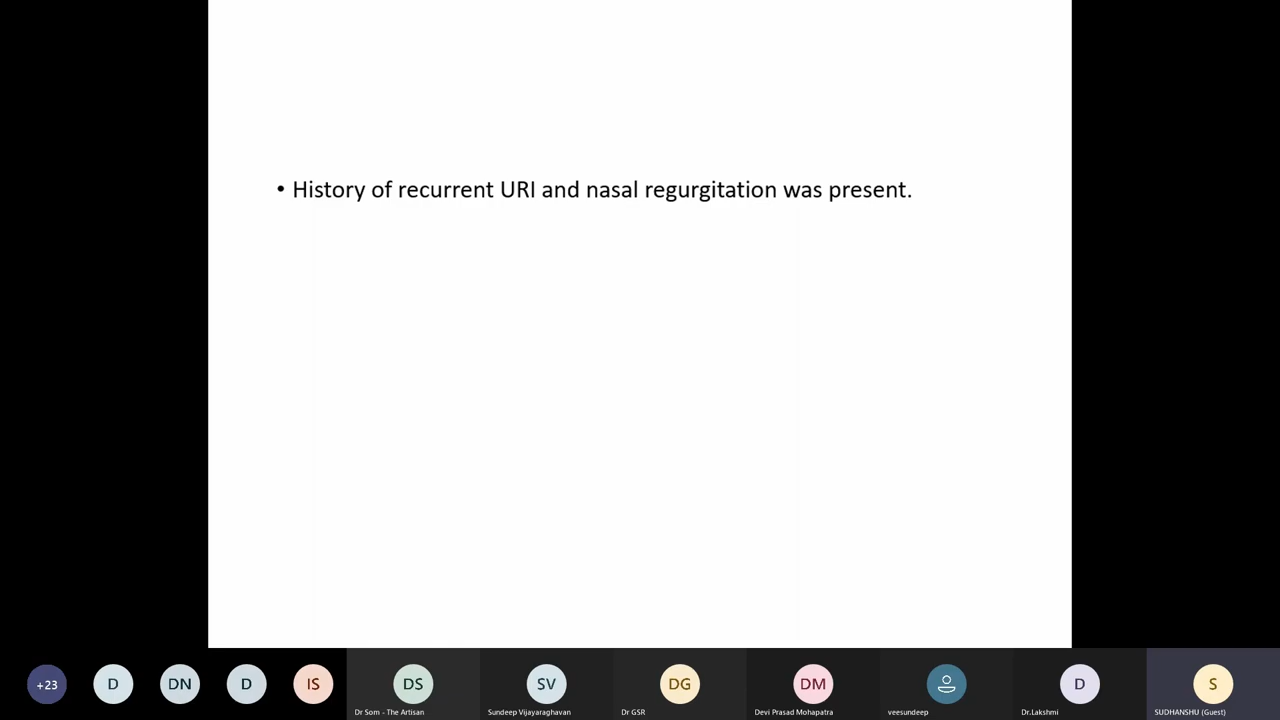 • History of recurrent URI and nasal regurgitation was present.
+23
D
DN
D
IS
DS
Dr Som - The Artisan
SV
Sundeep Vijayaraghavan
DG
Dr GSR
DM
Devi Prasad Mohapatra
veesundeep
D
Dr.Lakshmi
S
SUDHANSHU (Guest)